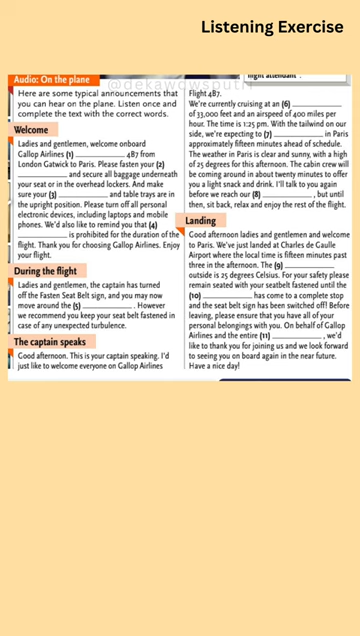 Listening Exercise
Audio: On the plane
@dekawowsputri
Here are some typical announcements that
you can hear on the plane. Listen once and
complete the text with the correct words.
Welcome
Ladies and gentlemen, welcome onboard
Gallop Airlines (1) __________ 487 from
London Gatwick to Paris. Please fasten your (2)
__________ and secure all baggage underneath
your seat or in the overhead lockers. And make
sure your (3) __________ and table trays are in
the upright position. Please turn off all personal
electronic devices, including laptops and mobile
phones. We'd also like to remind you that (4)
__________ is prohibited for the duration of the
flight. Thank you for choosing Gallop Airlines. Enjoy
your flight.
During the flight
Ladies and gentlemen, the captain has turned
off the Fasten Seat Belt sign, and you may now
move around the (5) __________. However
we recommend you keep your seat belt fastened in
case of any unexpected turbulence.
The captain speaks
Good afternoon. This is your captain speaking. I'd
just like to welcome everyone on Gallop Airlines
flight attendant
Flight 487.
We're currently cruising at an (6) __________
of 33,000 feet and an airspeed of 400 miles per
hour. The time is 1:25 pm. With the tailwind on our
side, we're expecting to (7) __________ in Paris
approximately fifteen minutes ahead of schedule.
The weather in Paris is clear and sunny, with a high
of 25 degrees for this afternoon. The cabin crew will
be coming around in about twenty minutes to offer
you a light snack and drink. I'll talk to you again
before we reach our (8) __________, but until
then, sit back, relax and enjoy the rest of the flight.
Landing
Good afternoon ladies and gentlemen and welcome
to Paris. We've just landed at Charles de Gaulle
Airport where the local time is fifteen minutes past
three in the afternoon. The (9) __________
outside is 25 degrees Celsius. For your safety please
remain seated with your seatbelt fastened until the
(10) __________ has come to a complete stop
and the seat belt sign has been switched off! Before
leaving, please ensure that you have all of your
personal belongings with you. On behalf of Gallop
Airlines and the entire (11) __________, we'd
like to thank you for joining us and we look forward
to seeing you on board again in the near future.
Have a nice day!